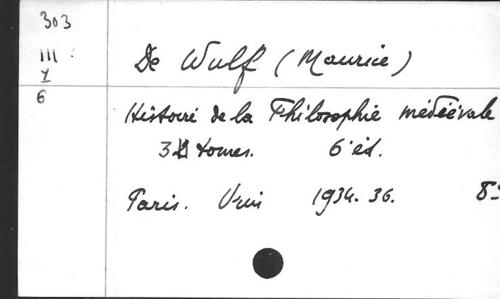 303
III
I
6
De Wulf (Maurice)
Histoire de la Philosophie médiévale
3 tomes. 6 éd.
Paris. Vrin 1934. 36. 8º